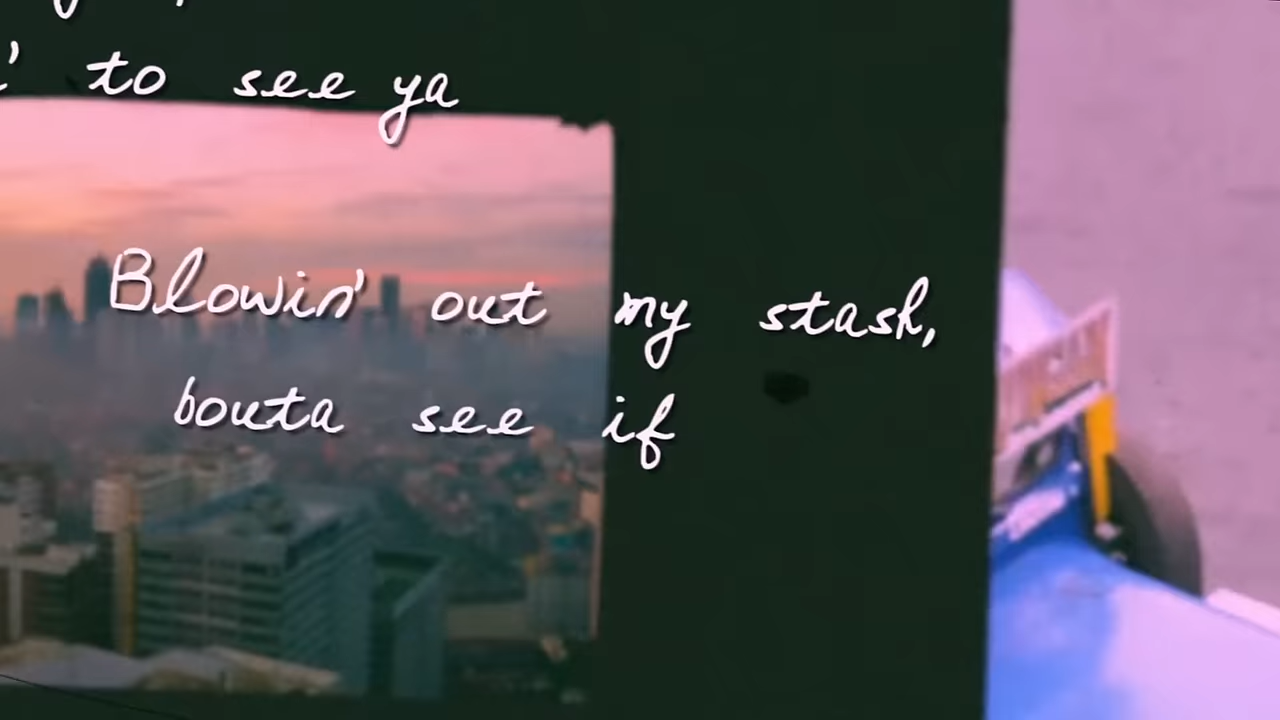 to see ya
Blowin' out my stash,
bouta see if